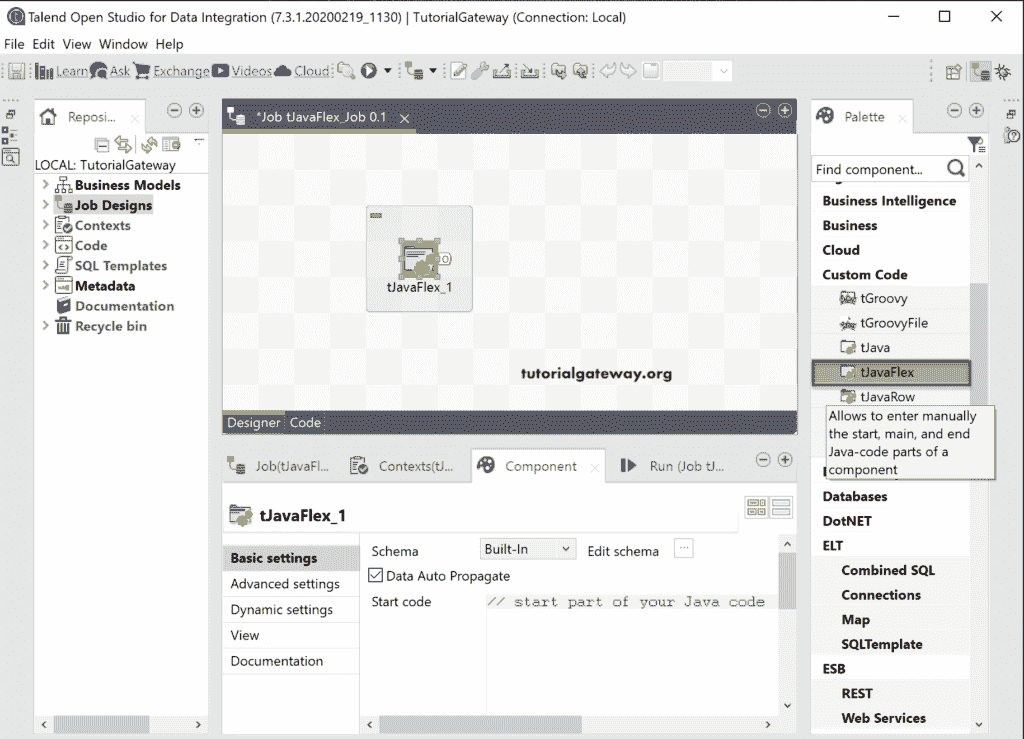 Talend Open Studio for Data Integration (7.3.1.20200219_1130) | TutorialGateway (Connection: Local)
File Edit View Window Help
Learn Ask Exchange Videos Cloud
Reposi...
LOCAL: TutorialGateway
Business Models
Job Designs
Contexts
Code
SQL Templates
Metadata
Documentation
Recycle bin
*Job tJavaFlex_Job 0.1
tJavaFlex_1
tutorialgateway.org
Designer Code
Job(tJavaFl... Contexts(tJ... Component Run (Job tJ...
tJavaFlex_1
Basic settings
Advanced settings
Dynamic settings
View
Documentation
Schema Built-In Edit schema ...
Data Auto Propagate
Start code // start part of your Java code
Palette
Find component...
Business Intelligence
Business
Cloud
Custom Code
tGroovy
tGroovyFile
tJava
tJavaFlex
tJavaRow
Allows to enter manually
the start, main, and end
Java-code parts of a
component
Databases
DotNET
ELT
Combined SQL
Connections
Map
SQLTemplate
ESB
REST
Web Services